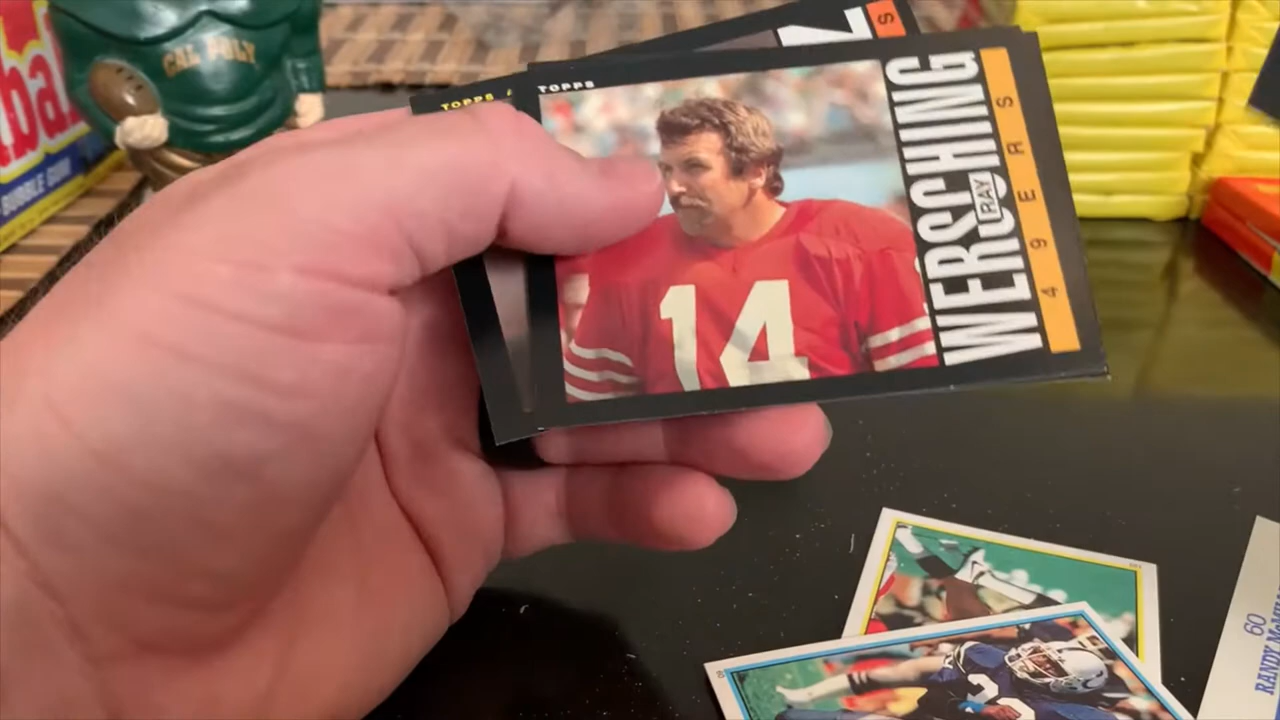 CAL POLY
BUBBLE GUM
TOPPS
TOPPS
S
WERSCHING
RAY
49ERS
14
60
RANDY